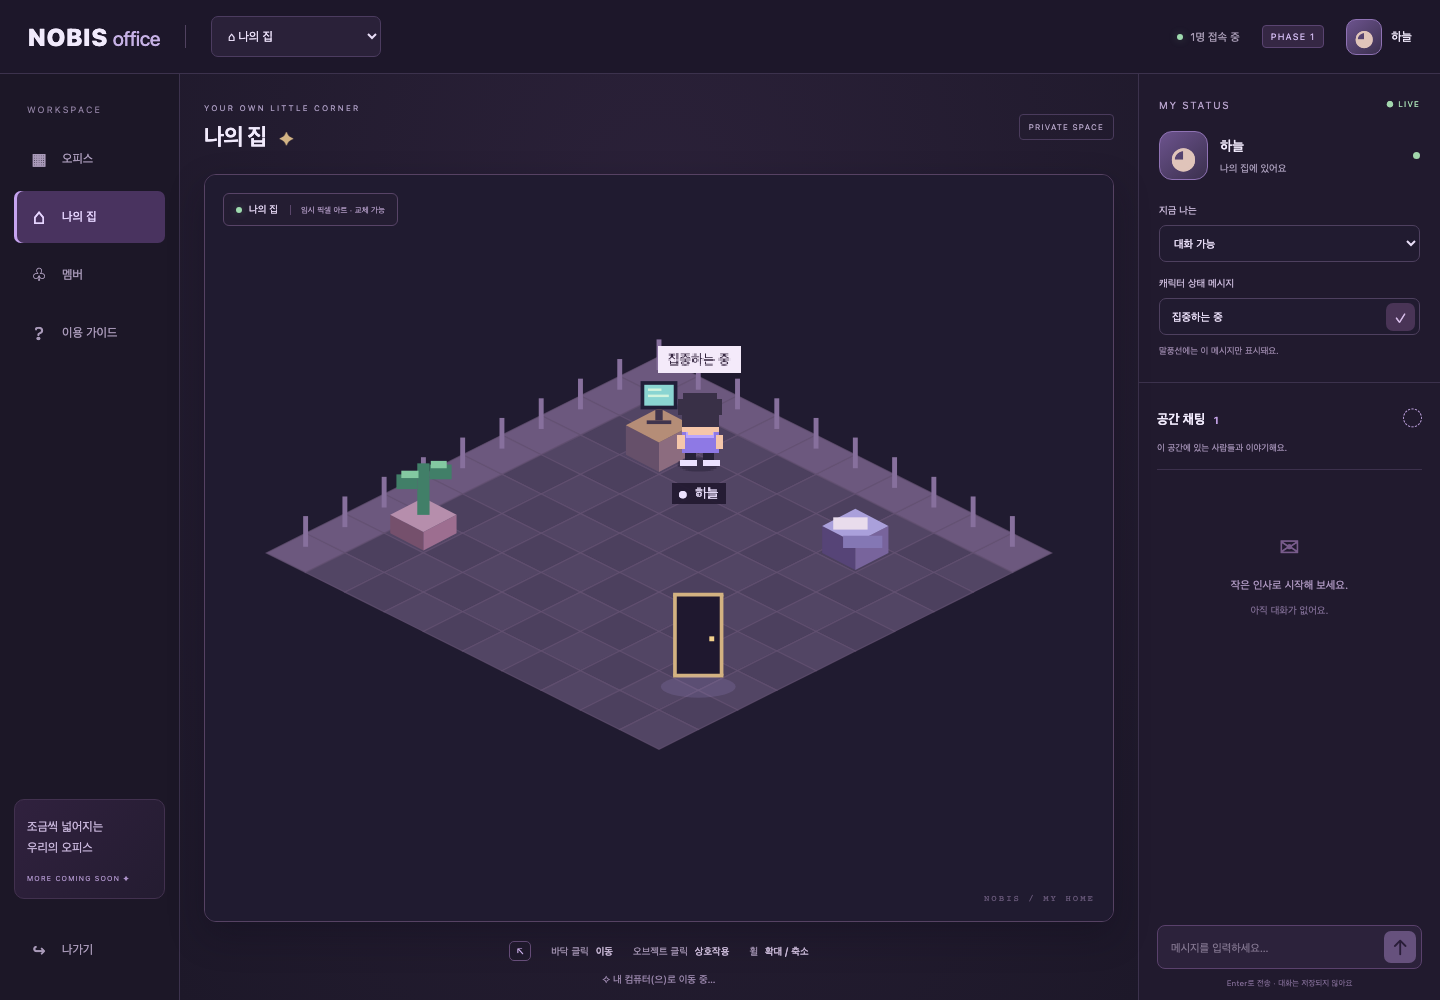 NOBIS office
⌂ 나의 집
1명 접속 중
PHASE 1
하늘
WORKSPACE
오피스
나의 집
멤버
? 이용 가이드
조금씩 넓어지는
우리의 오피스
MORE COMING SOON ✦
나가기
YOUR OWN LITTLE CORNER
나의 집 ✦
PRIVATE SPACE
나의 집 | 임시 픽셀 아트 · 교체 가능
집중하는 중
하늘
NOBIS / MY HOME
바닥 클릭 이동 오브젝트 클릭 상호작용 휠 확대 / 축소
✧ 내 컴퓨터(으)로 이동 중...
MY STATUS
LIVE
하늘
나의 집에 있어요
지금 나는
대화 가능
캐릭터 상태 메시지
집중하는 중
말풍선에는 이 메시지만 표시돼요.
공간 채팅 1
이 공간에 있는 사람들과 이야기해요.
작은 인사로 시작해 보세요.
아직 대화가 없어요.
메시지를 입력하세요...
Enter로 전송 · 대화는 저장되지 않아요